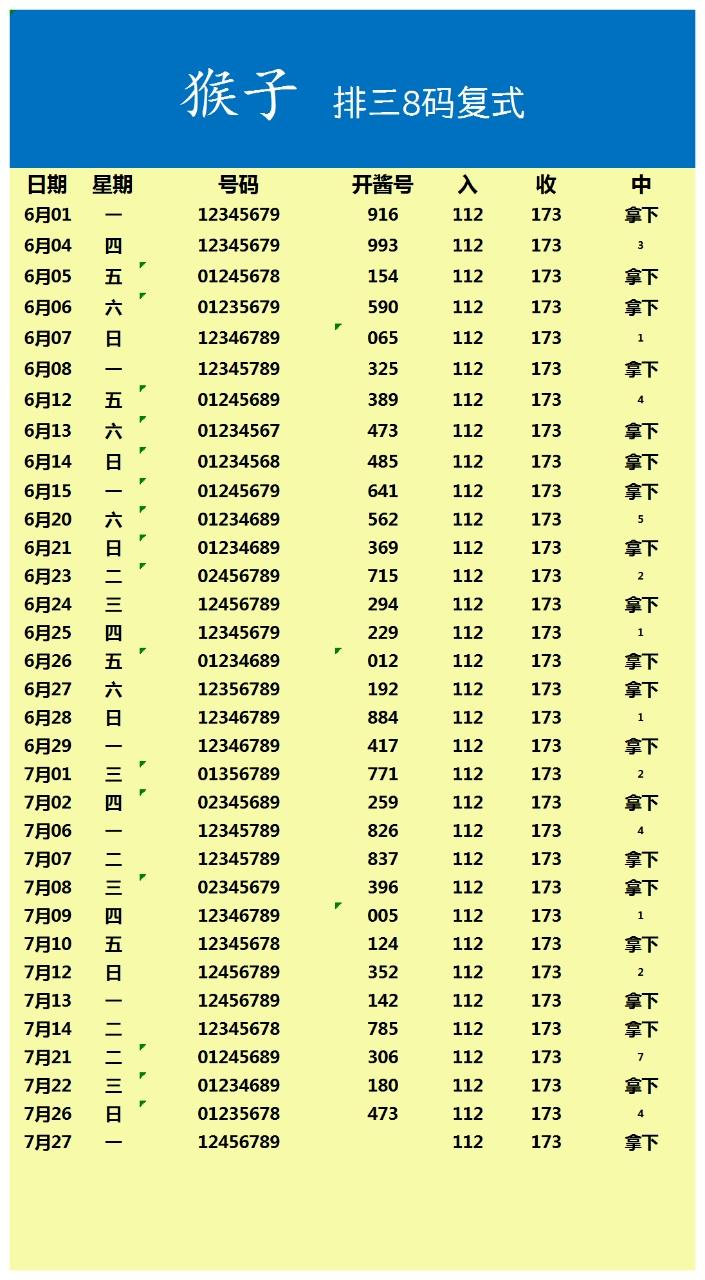 猴子 排三8码复式
日期 星期 号码 开酱号 入 收 中
6月01 一 12345679 916 112 173 拿下
6月04 四 12345679 993 112 173 3
6月05 五 01245678 154 112 173 拿下
6月06 六 01235679 590 112 173 拿下
6月07 日 12346789 065 112 173 1
6月08 一 12345789 325 112 173 拿下
6月12 五 01245689 389 112 173 4
6月13 六 01234567 473 112 173 拿下
6月14 日 01234568 485 112 173 拿下
6月15 一 01245679 641 112 173 拿下
6月20 六 01234689 562 112 173 5
6月21 日 01234689 369 112 173 拿下
6月23 二 02456789 715 112 173 2
6月24 三 12456789 294 112 173 拿下
6月25 四 12345679 229 112 173 1
6月26 五 01234689 012 112 173 拿下
6月27 六 12356789 192 112 173 拿下
6月28 日 12346789 884 112 173 1
6月29 一 12346789 417 112 173 拿下
7月01 三 01356789 771 112 173 2
7月02 四 02345689 259 112 173 拿下
7月06 一 12345789 826 112 173 4
7月07 二 12345789 837 112 173 拿下
7月08 三 02345679 396 112 173 拿下
7月09 四 12346789 005 112 173 1
7月10 五 12345678 124 112 173 拿下
7月12 日 12456789 352 112 173 2
7月13 一 12456789 142 112 173 拿下
7月14 二 12345678 785 112 173 拿下
7月21 二 01245689 306 112 173 7
7月22 三 01234689 180 112 173 拿下
7月26 日 01235678 473 112 173 4
7月27 一 12456789 112 173 拿下